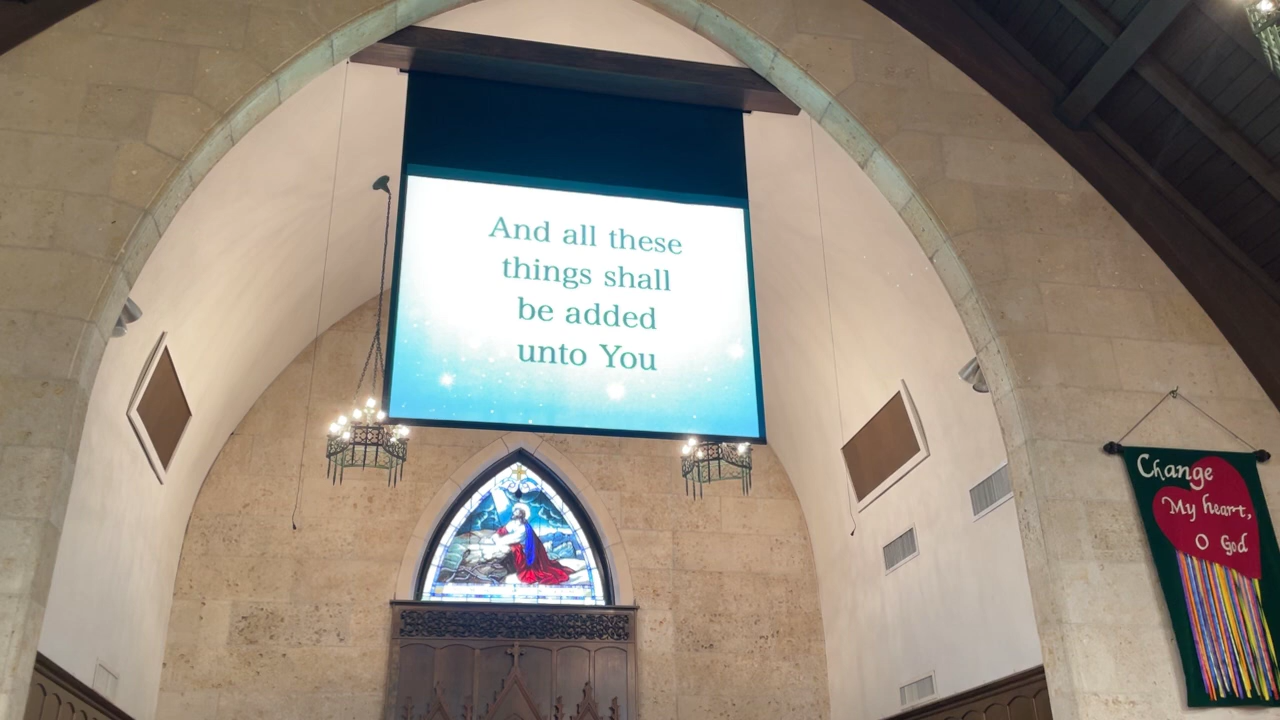 And all these
things shall
be added
unto You
Change
My heart,
O God